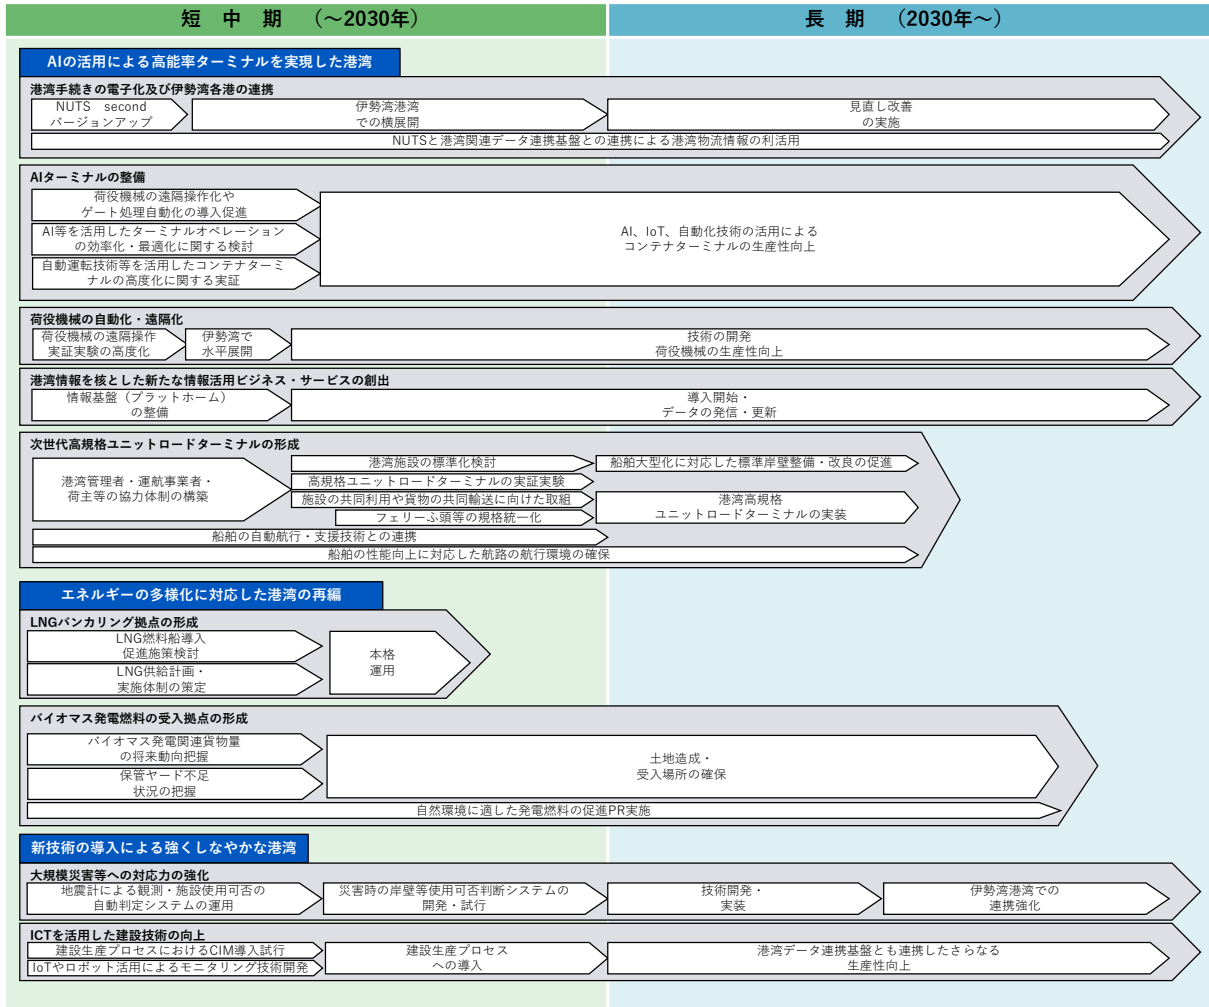 短　中　期　（～2030年）
長　期　（2030年～）
AIの活用による高能率ターミナルを実現した港湾
港湾手続きの電子化及び伊勢湾各港の連携
NUTS　second
バージョンアップ
伊勢湾港湾
での横展開
見直し改善
の実施
NUTSと港湾関連データ連携基盤との連携による港湾物流情報の利活用
AIターミナルの整備
荷役機械の遠隔操作化や
ゲート処理自動化の導入促進
AI等を活用したターミナルオペレーション
の効率化・最適化に関する検討
自動運転技術等を活用したコンテナターミ
ナルの高度化に関する実証
AI、IoT、自動化技術の活用による
コンテナターミナルの生産性向上
荷役機械の自動化・遠隔化
荷役機械の遠隔操作
実証実験の高度化
伊勢湾で
水平展開
技術の開発
荷役機械の生産性向上
港湾情報を核とした新たな情報活用ビジネス・サービスの創出
情報基盤（プラットホーム）
の整備
導入開始・
データの発信・更新
次世代高規格ユニットロードターミナルの形成
港湾管理者・運航事業者・
荷主等の協力体制の構築
港湾施設の標準化検討
船舶大型化に対応した標準岸壁整備・改良の促進
高規格ユニットロードターミナルの実証実験
施設の共同利用や貨物の共同輸送に向けた取組
フェリーふ頭等の規格統一化
港湾高規格
ユニットロードターミナルの実装
船舶の自動航行・支援技術との連携
船舶の性能向上に対応した航路の航行環境の確保
エネルギーの多様化に対応した港湾の再編
LNGバンカリング拠点の形成
LNG燃料船導入
促進施策検討
LNG供給計画・
実施体制の策定
本格
運用
バイオマス発電燃料の受入拠点の形成
バイオマス発電関連貨物量
の将来動向把握
保管ヤード不足
状況の把握
土地造成・
受入場所の確保
自然環境に適した発電燃料の促進PR実施
新技術の導入による強くしなやかな港湾
大規模災害等への対応力の強化
地震計による観測・施設使用可否の
自動判定システムの運用
災害時の岸壁等使用可否判断システムの
開発・試行
技術開発・
実装
伊勢湾港湾での
連携強化
ICTを活用した建設技術の向上
建設生産プロセスにおけるCIM導入試行
IoTやロボット活用によるモニタリング技術開発
建設生産プロセス
への導入
港湾データ連携基盤とも連携したさらなる
生産性向上